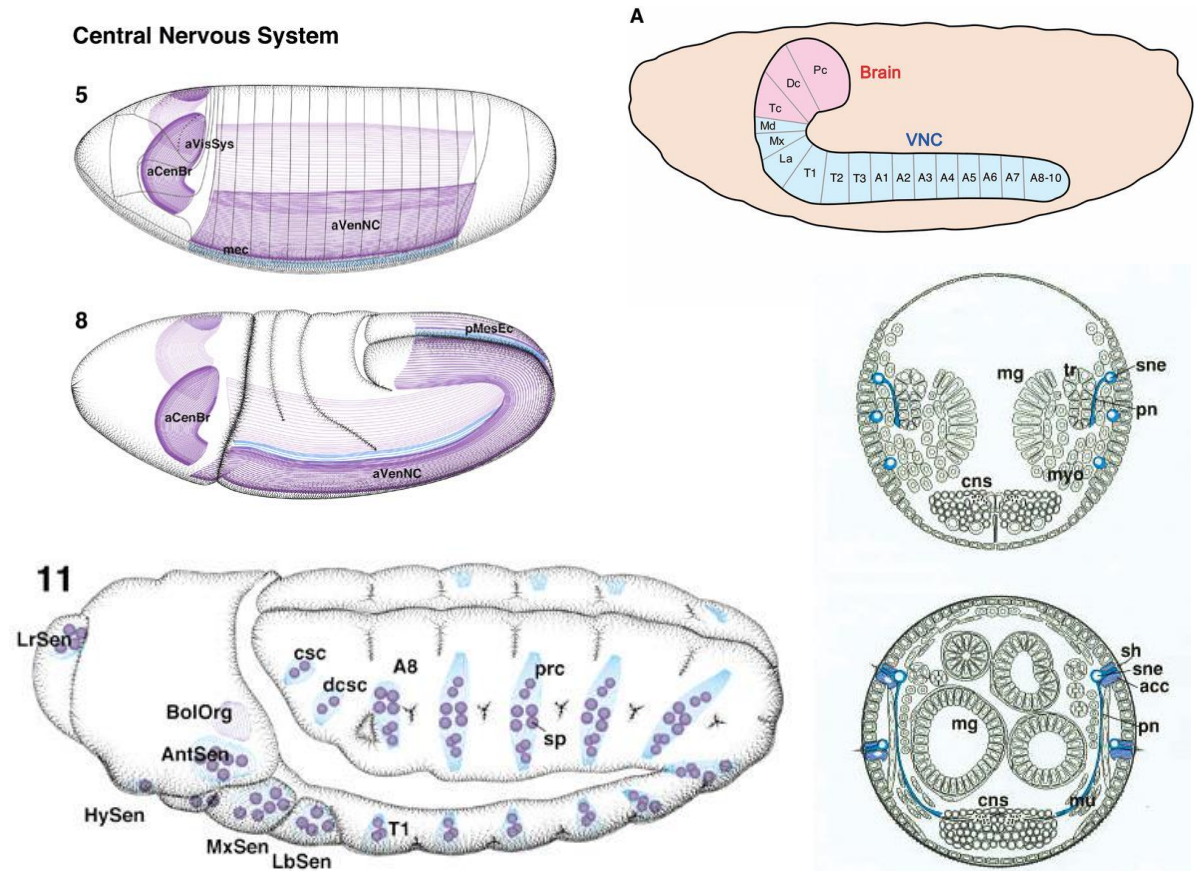 Central Nervous System
5
aVisSys
aCenBr
aVenNC
mec
8
pMesEc
aCenBr
aVenNC
11
LrSen
csc
dcsc
A8
prc
sp
BolOrg
AntSen
HySen
MxSen
LbSen
T1
A
Brain
Pc
Dc
Tc
Md
Mx
La
VNC
T1 T2 T3 A1 A2 A3 A4 A5 A6 A7 A8-10
mg tr sne
pn
cns myo
sh
sne
acc
mg pn
cns mu